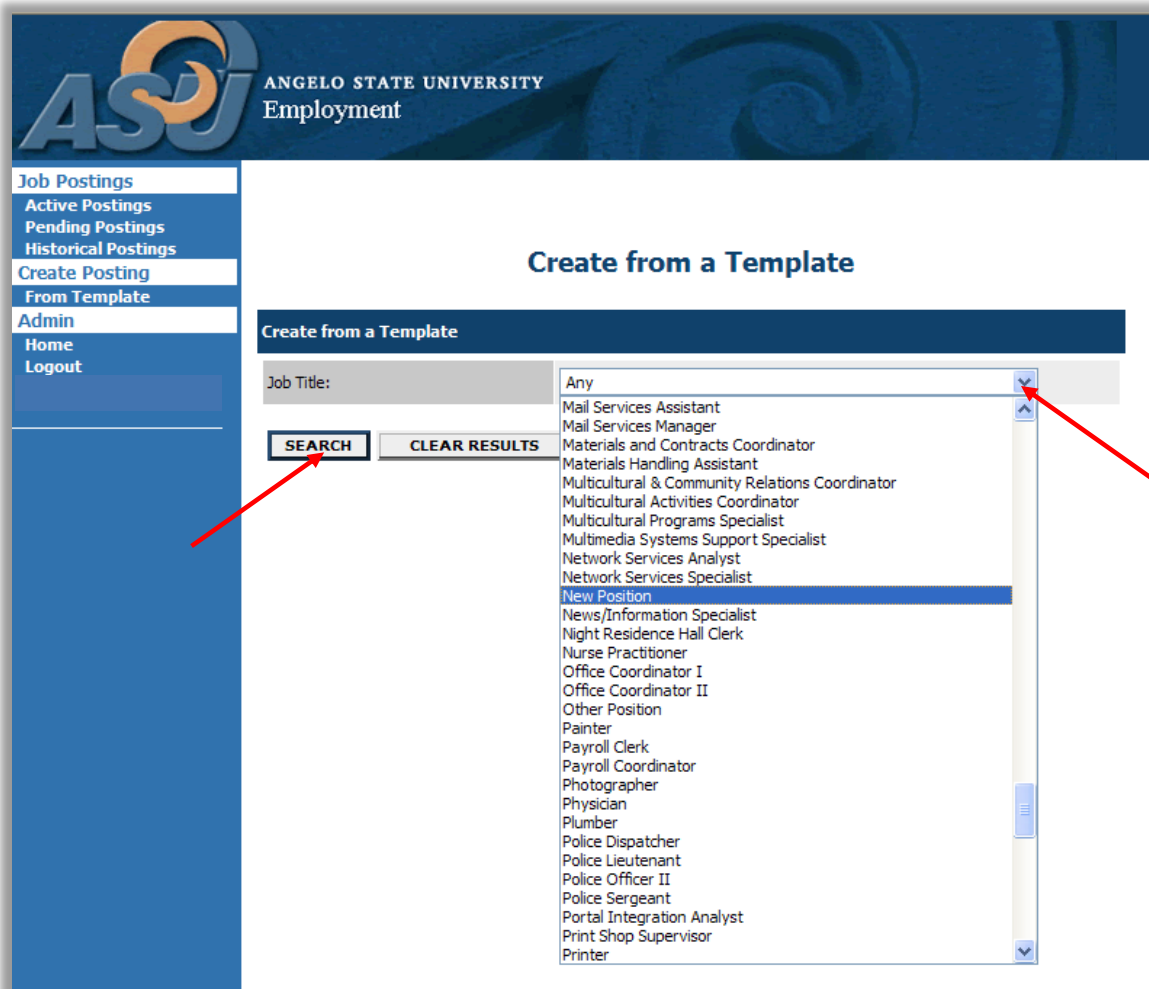 ASU
ANGELO STATE UNIVERSITY
Employment
Job Postings
Active Postings
Pending Postings
Historical Postings
Create Posting
From Template
Admin
Home
Logout
Create from a Template
Create from a Template
Job Title:
Any
SEARCH
CLEAR RESULTS
Mail Services Assistant
Mail Services Manager
Materials and Contracts Coordinator
Materials Handling Assistant
Multicultural & Community Relations Coordinator
Multicultural Activities Coordinator
Multicultural Programs Specialist
Multimedia Systems Support Specialist
Network Services Analyst
Network Services Specialist
New Position
News/Information Specialist
Night Residence Hall Clerk
Nurse Practitioner
Office Coordinator I
Office Coordinator II
Other Position
Painter
Payroll Clerk
Payroll Coordinator
Photographer
Physician
Plumber
Police Dispatcher
Police Lieutenant
Police Officer II
Police Sergeant
Portal Integration Analyst
Print Shop Supervisor
Printer